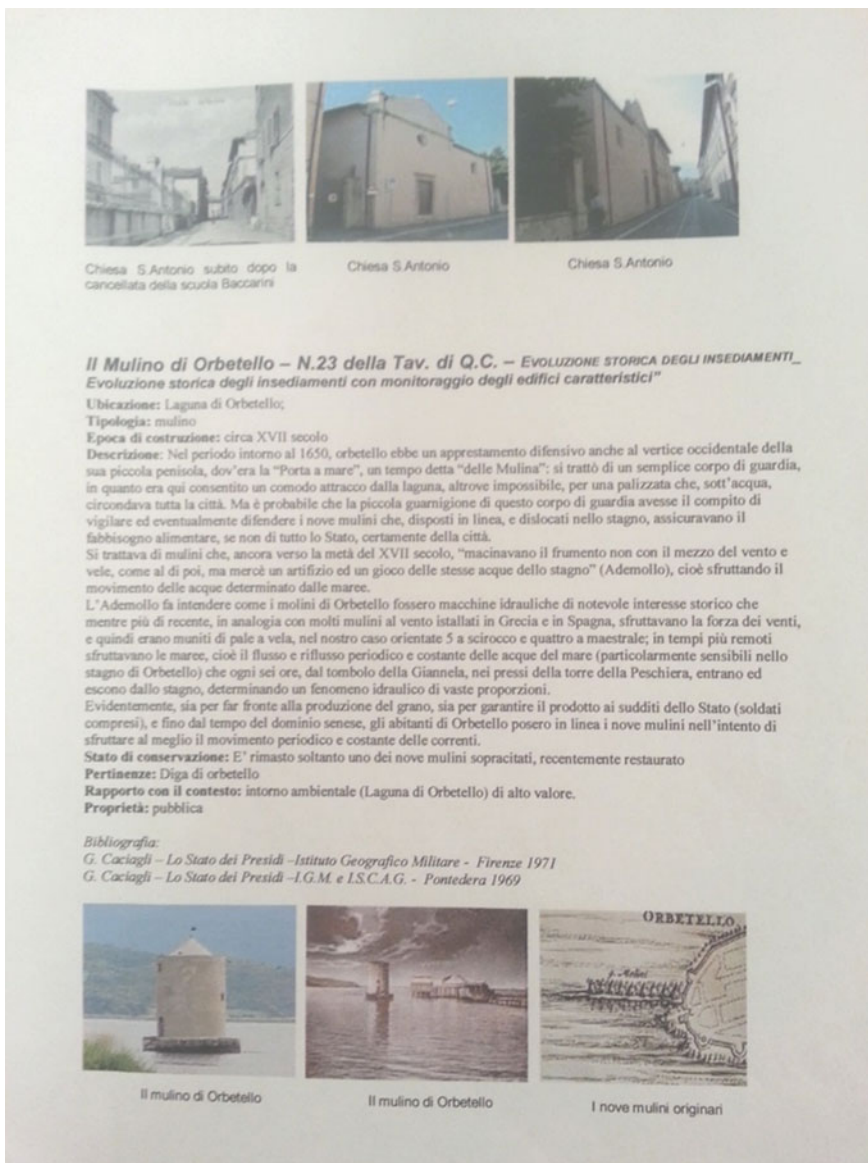 Chiesa S.Antonio subito dopo la
cancellata della scuola Baccarini
Chiesa S.Antonio
Chiesa S.Antonio
Il Mulino di Orbetello – N.23 della Tav. di Q.C. – EVOLUZIONE STORICA DEGLI INSEDIAMENTI_
Evoluzione storica degli insediamenti con monitoraggio degli edifici caratteristici"
Ubicazione: Laguna di Orbetello;
Tipologia: mulino
Epoca di costruzione: circa XVII secolo
Descrizione: Nel periodo intorno al 1650, orbetello ebbe un apprestamento difensivo anche al vertice occidentale della
sua piccola penisola, dov'era la "Porta a mare", un tempo detta "delle Mulina": si trattò di un semplice corpo di guardia,
in quanto era qui consentito un comodo attracco dalla laguna, altrove impossibile, per una palizzata che, sott'acqua,
circondava tutta la città. Ma è probabile che la piccola guarnigione di questo corpo di guardia avesse il compito di
vigilare ed eventualmente difendere i nove mulini che, disposti in linea, e dislocati nello stagno, assicuravano il
fabbisogno alimentare, se non di tutto lo Stato, certamente della città.
Si trattava di mulini che, ancora verso la metà del XVII secolo, "macinavano il frumento non con il mezzo del vento e
vele, come al di poi, ma mercè un artifizio ed un gioco delle stesse acque dello stagno" (Ademollo), cioè sfruttando il
movimento delle acque determinato dalle maree.
L'Ademollo fa intendere come i molini di Orbetello fossero macchine idrauliche di notevole interesse storico che
mentre più di recente, in analogia con molti mulini al vento istallati in Grecia e in Spagna, sfruttavano la forza dei venti,
e quindi erano muniti di pale a vela, nel nostro caso orientate 5 a scirocco e quattro a maestrale; in tempi più remoti
sfruttavano le maree, cioè il flusso e riflusso periodico e costante delle acque del mare (particolarmente sensibili nello
stagno di Orbetello) che ogni sei ore, dal tombolo della Giannela, nei pressi della torre della Peschiera, entrano ed
escono dallo stagno, determinando un fenomeno idraulico di vaste proporzioni.
Evidentemente, sia per far fronte alla produzione del grano, sia per garantire il prodotto ai sudditi dello Stato (soldati
compresi), e fino dal tempo del dominio senese, gli abitanti di Orbetello posero in linea i nove mulini nell'intento di
sfruttare al meglio il movimento periodico e costante delle correnti.
Stato di conservazione: E' rimasto soltanto uno dei nove mulini sopracitati, recentemente restaurato
Pertinenze: Diga di orbetello
Rapporto con il contesto: intorno ambientale (Laguna di Orbetello) di alto valore.
Proprietà: pubblica
Bibliografia:
G. Caciagli – Lo Stato dei Presidi –Istituto Geografico Militare - Firenze 1971
G. Caciagli – Lo Stato dei Presidi –I.G.M. e I.S.C.A.G. - Pontedera 1969
ORBETELLO
Il mulino di Orbetello
Il mulino di Orbetello
I nove mulini originari